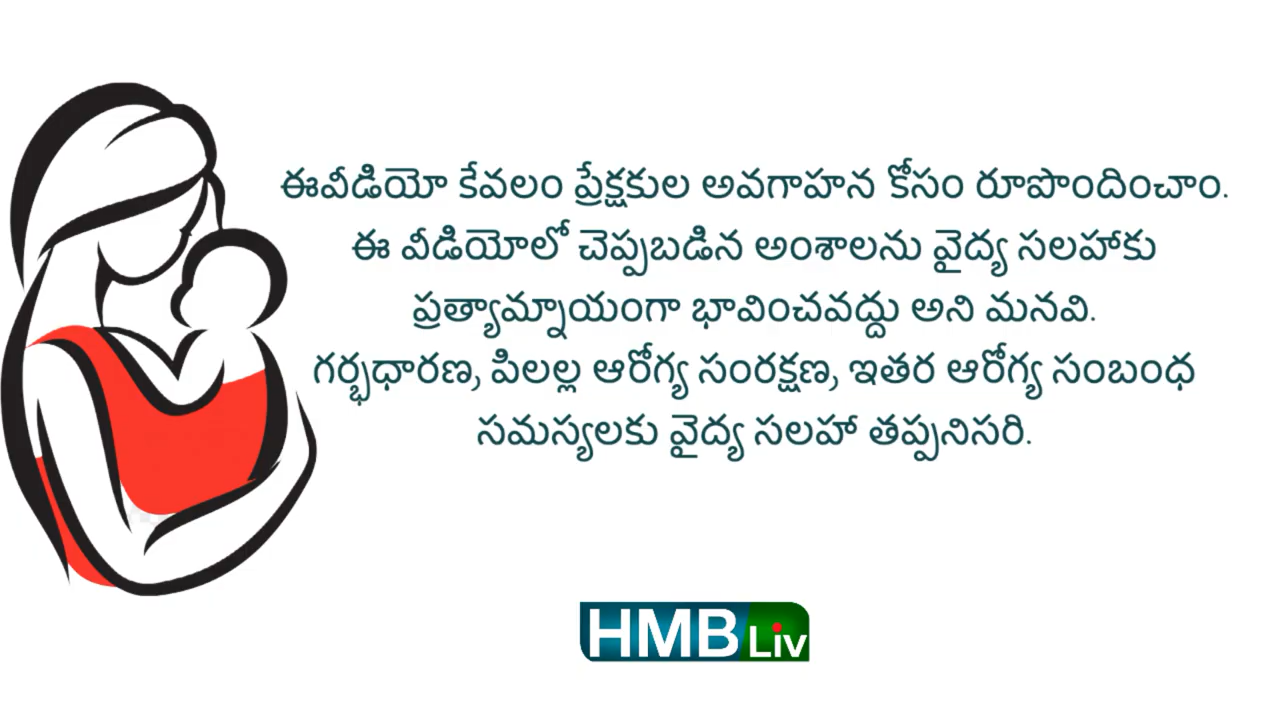 ఈవీడియో కేవలం ప్రేక్షకుల అవగాహన కోసం రూపొందించాం.
ఈ వీడియోలో చెప్పబడిన అంశాలను వైద్య సలహాకు
ప్రత్యామ్నాయంగా భావించవద్దు అని మనవి.
గర్భధారణ, పిలల్ల ఆరోగ్య సంరక్షణ, ఇతర ఆరోగ్య సంబంధ
సమస్యలకు వైద్య సలహా తప్పనిసరి.
HMB Liv